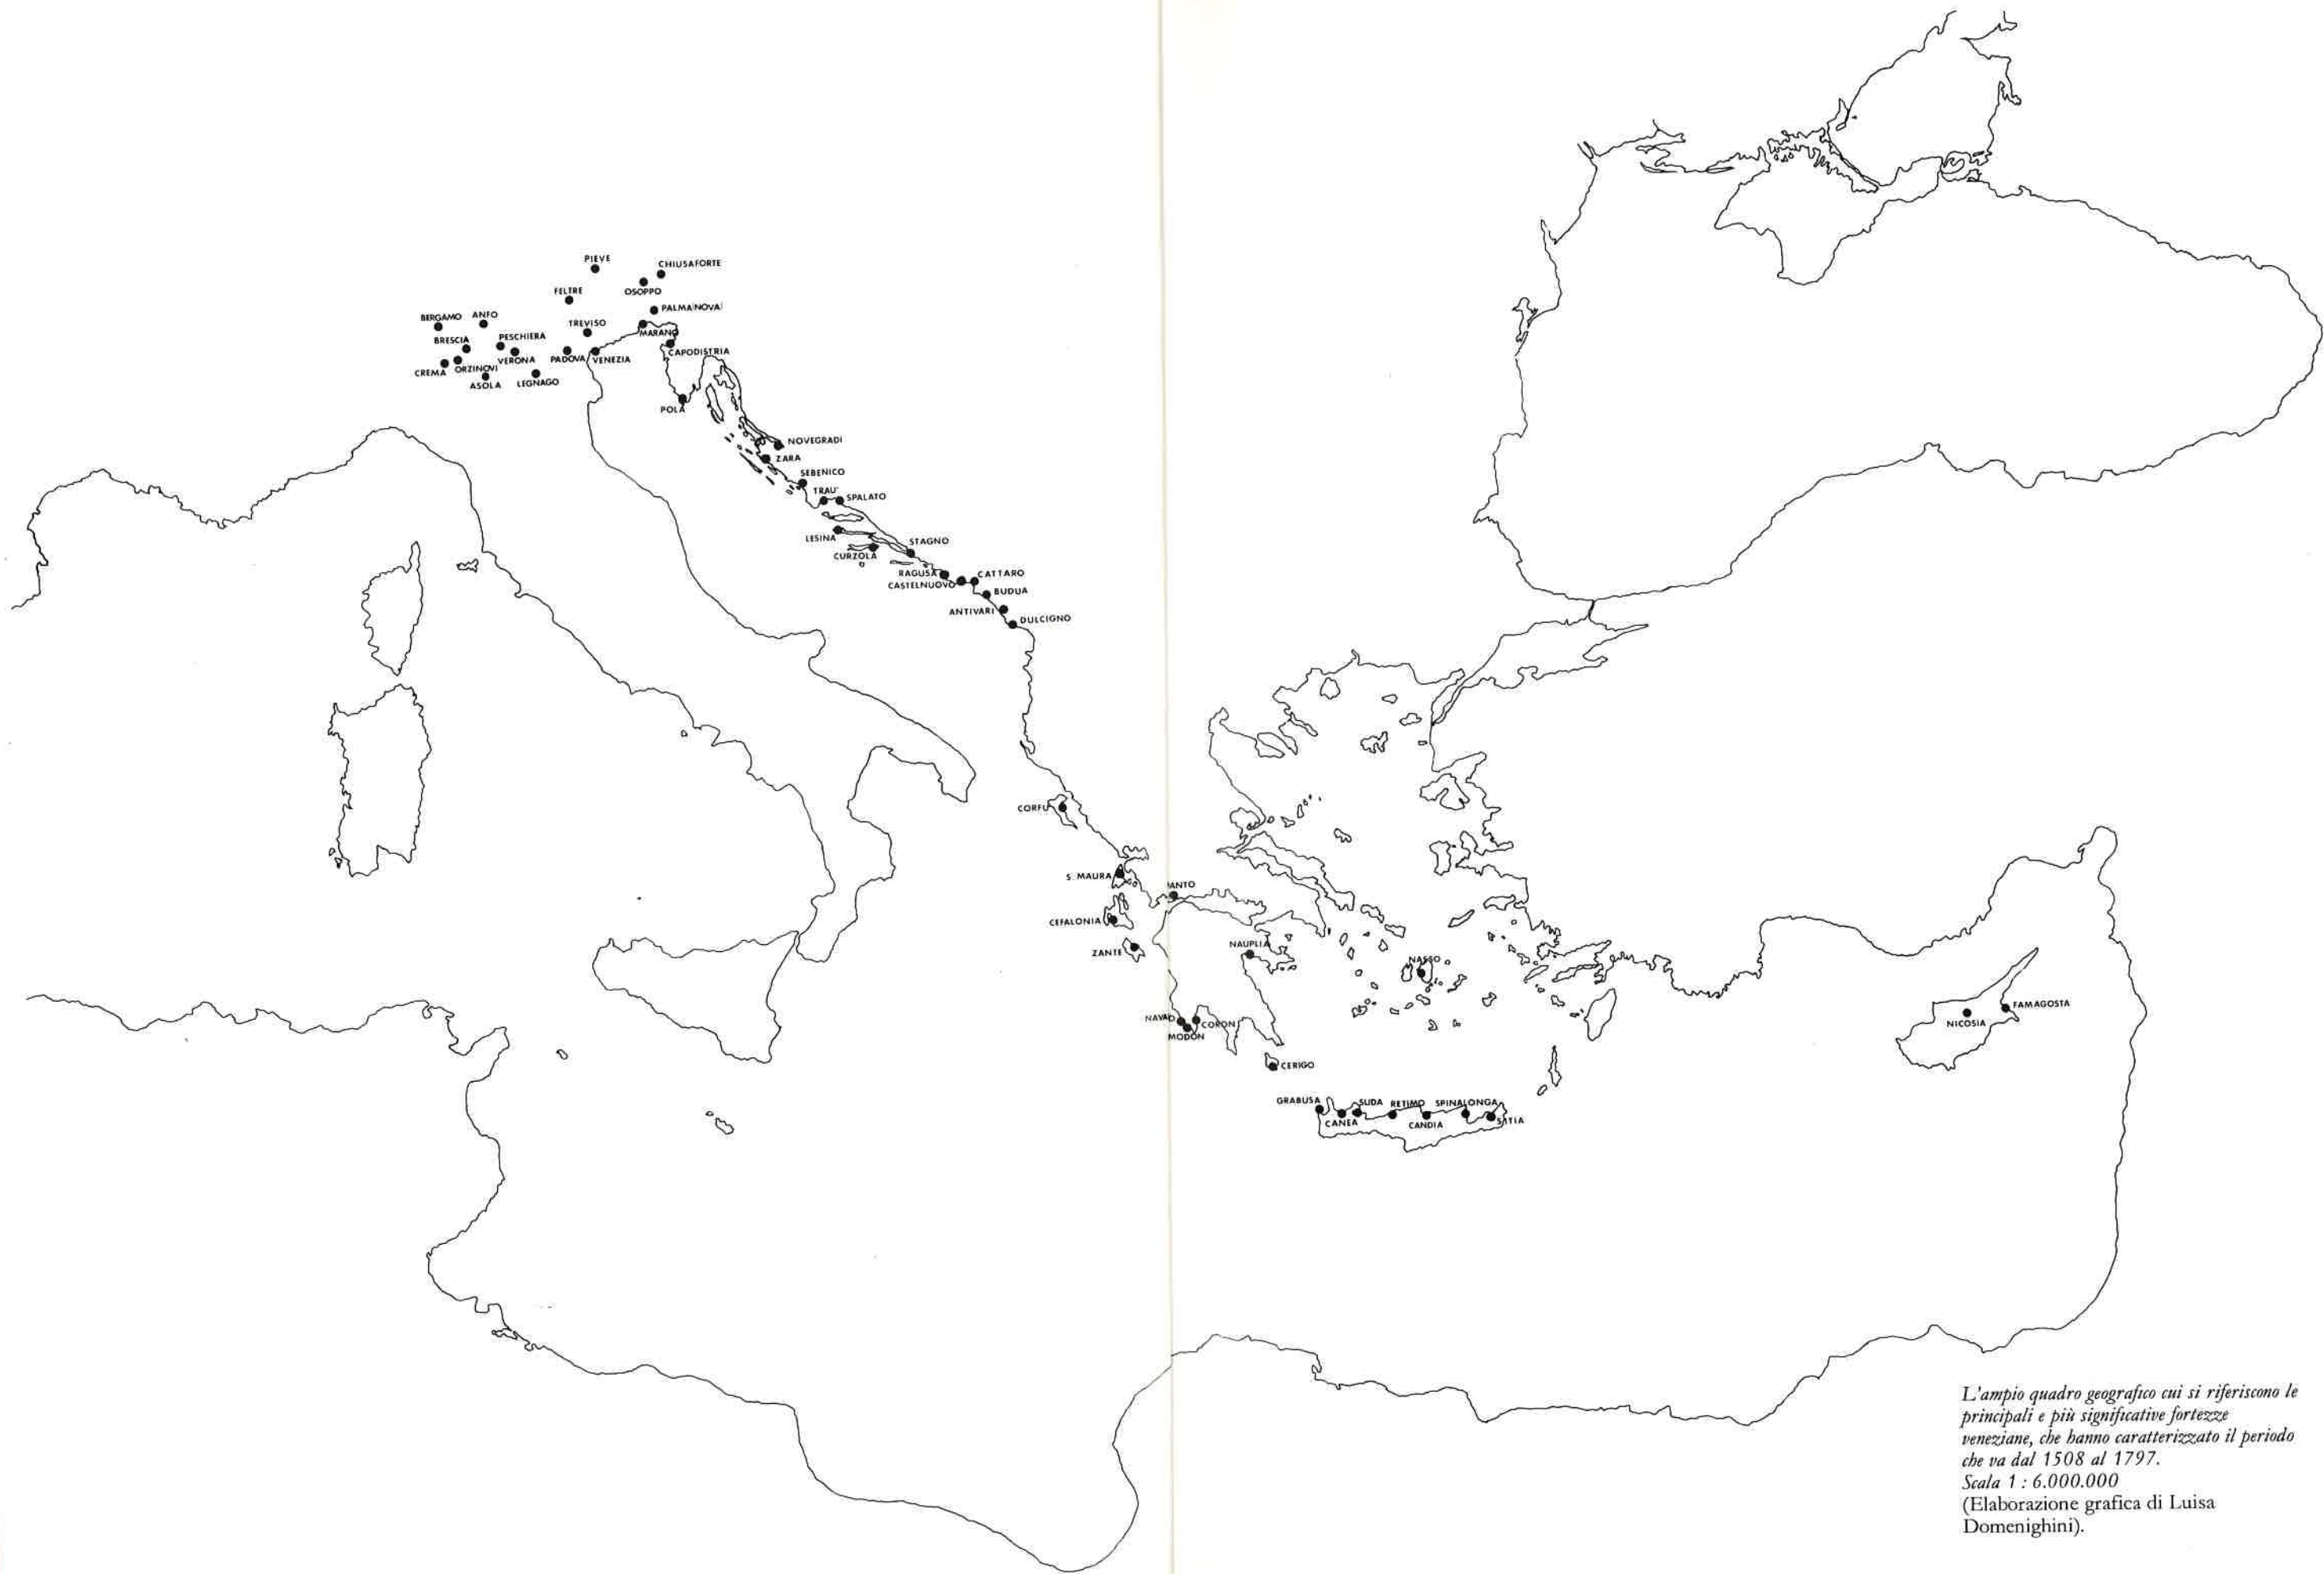 PIEVE
CHIUSAFORTE
FELTRE
OSOPPO
PALMA(NOVA)
BERGAMO
ANFO
TREVISO
MARANO
BRESCIA
PESCHIERA
CAPODISTRIA
VERONA
PADOVA
VENEZIA
CREMA
ORZINOVI
ASOLA
LEGNAGO
POLA
NOVEGRADI
ZARA
SEBENICO
TRAU'
SPALATO
LESINA
STAGNO
CURZOLA
RAGUSA
CATTARO
CASTELNUOVO
BUDUA
ANTIVARI
DULCIGNO
CORFU
S. MAURA
ANTO
CEFALONIA
ZANTE
NAUPLIA
NASSO
CORON
MODON
CERIGO
GRABUSA
SUDA
RETIMO
SPINALONGA
CANEA
CANDIA
SITIA
FAMAGOSTA
NICOSIA
L'ampio quadro geografico cui si riferiscono le
principali e più significative fortezze
veneziane, che hanno caratterizzato il periodo
che va dal 1508 al 1797.
Scala 1 : 6.000.000
(Elaborazione grafica di Luisa
Domenighini).